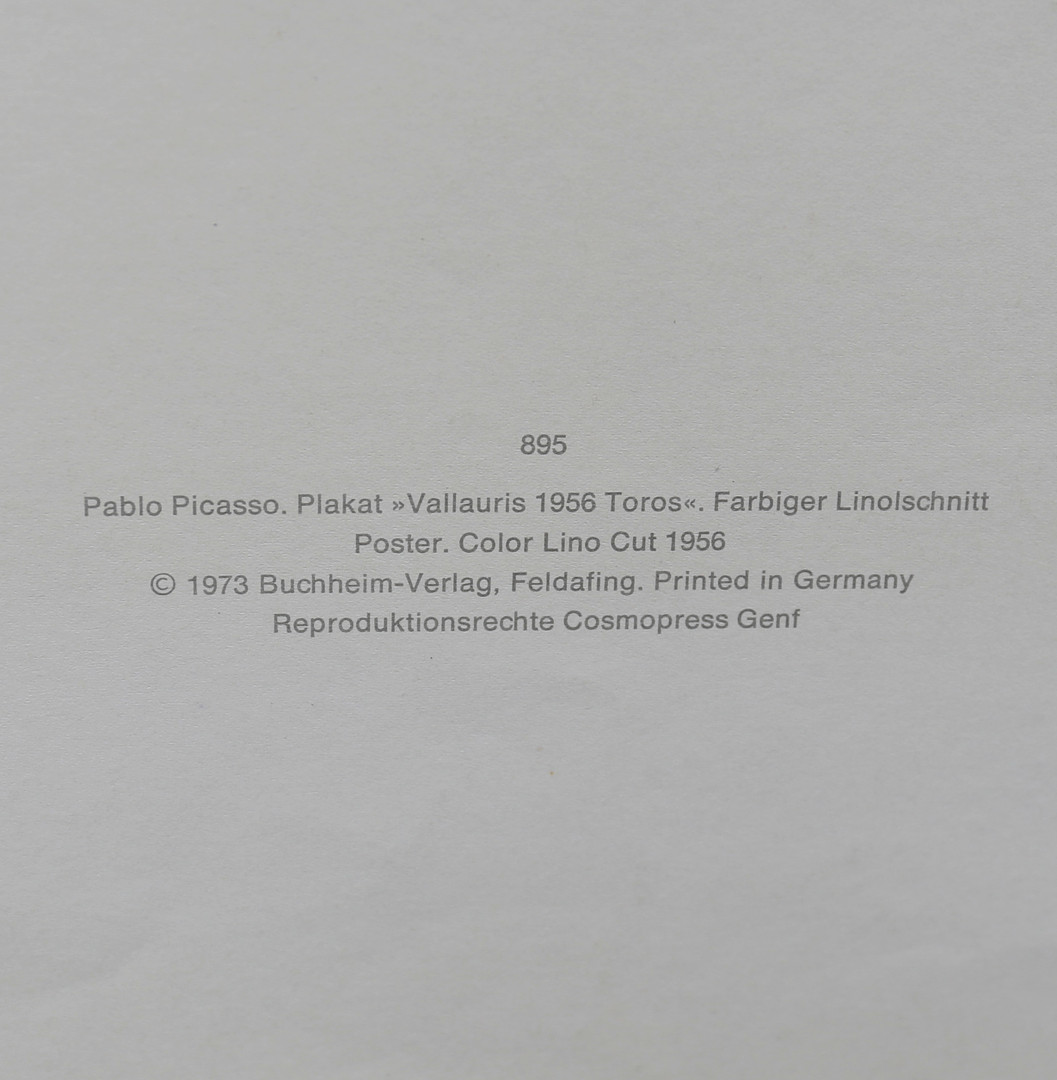 895
Pablo Picasso. Plakat »Vallauris 1956 Toros«. Farbiger Linolschnitt
Poster. Color Lino Cut 1956
© 1973 Buchheim-Verlag, Feldafing. Printed in Germany
Reproduktionsrechte Cosmopress Genf